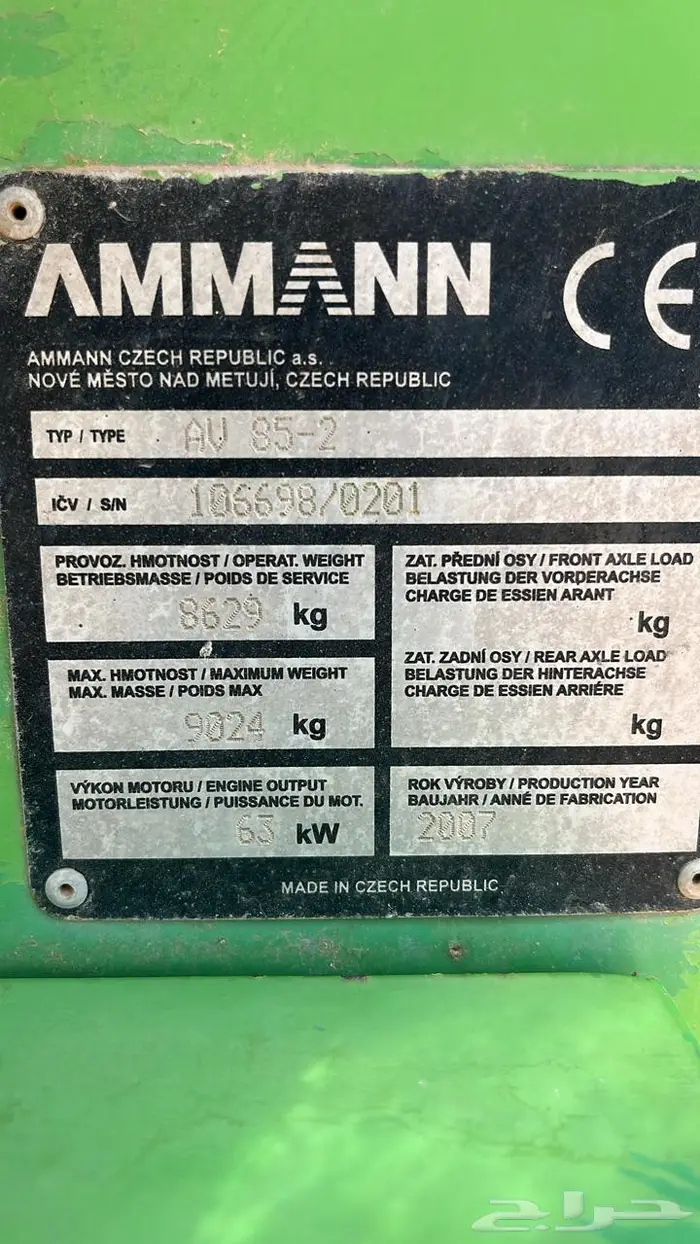 AMMANN CE
AMMANN CZECH REPUBLIC a.s.
NOVÉ MĚSTO NAD METUJÍ, CZECH REPUBLIC
TYP / TYPE AV 85-2
IČV / S/N 106698/0201
PROVOZ. HMOTNOST / OPERAT. WEIGHT
BETRIEBSMASSE / POIDS DE SERVICE
8629 kg
ZAT. PŘEDNÍ OSY / FRONT AXLE LOAD
BELASTUNG DER VORDERACHSE
CHARGE DE ESSIEN ARANT
kg
MAX. HMOTNOST / MAXIMUM WEIGHT
MAX. MASSE / POIDS MAX
9024 kg
ZAT. ZADNÍ OSY / REAR AXLE LOAD
BELASTUNG DER HINTERACHSE
CHARGE DE ESSIEN ARRIÉRE
kg
VÝKON MOTORU / ENGINE OUTPUT
MOTORLEISTUNG / PUISSANCE DU MOT.
63 kW
ROK VÝROBY / PRODUCTION YEAR
BAUJAHR / ANNÉ DE FABRICATION
2007
MADE IN CZECH REPUBLIC
حراج